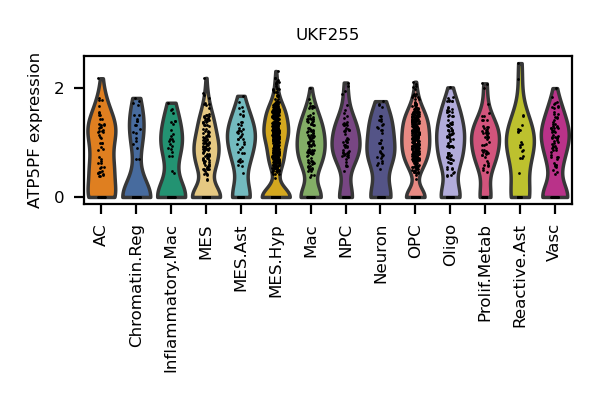 UKF255
ATP5PF expression
2
0
AC
Chromatin.Reg
Inflammatory.Mac
MES
MES.Ast
MES.Hyp
Mac
NPC
Neuron
OPC
Oligo
Prolif.Metab
Reactive.Ast
Vasc